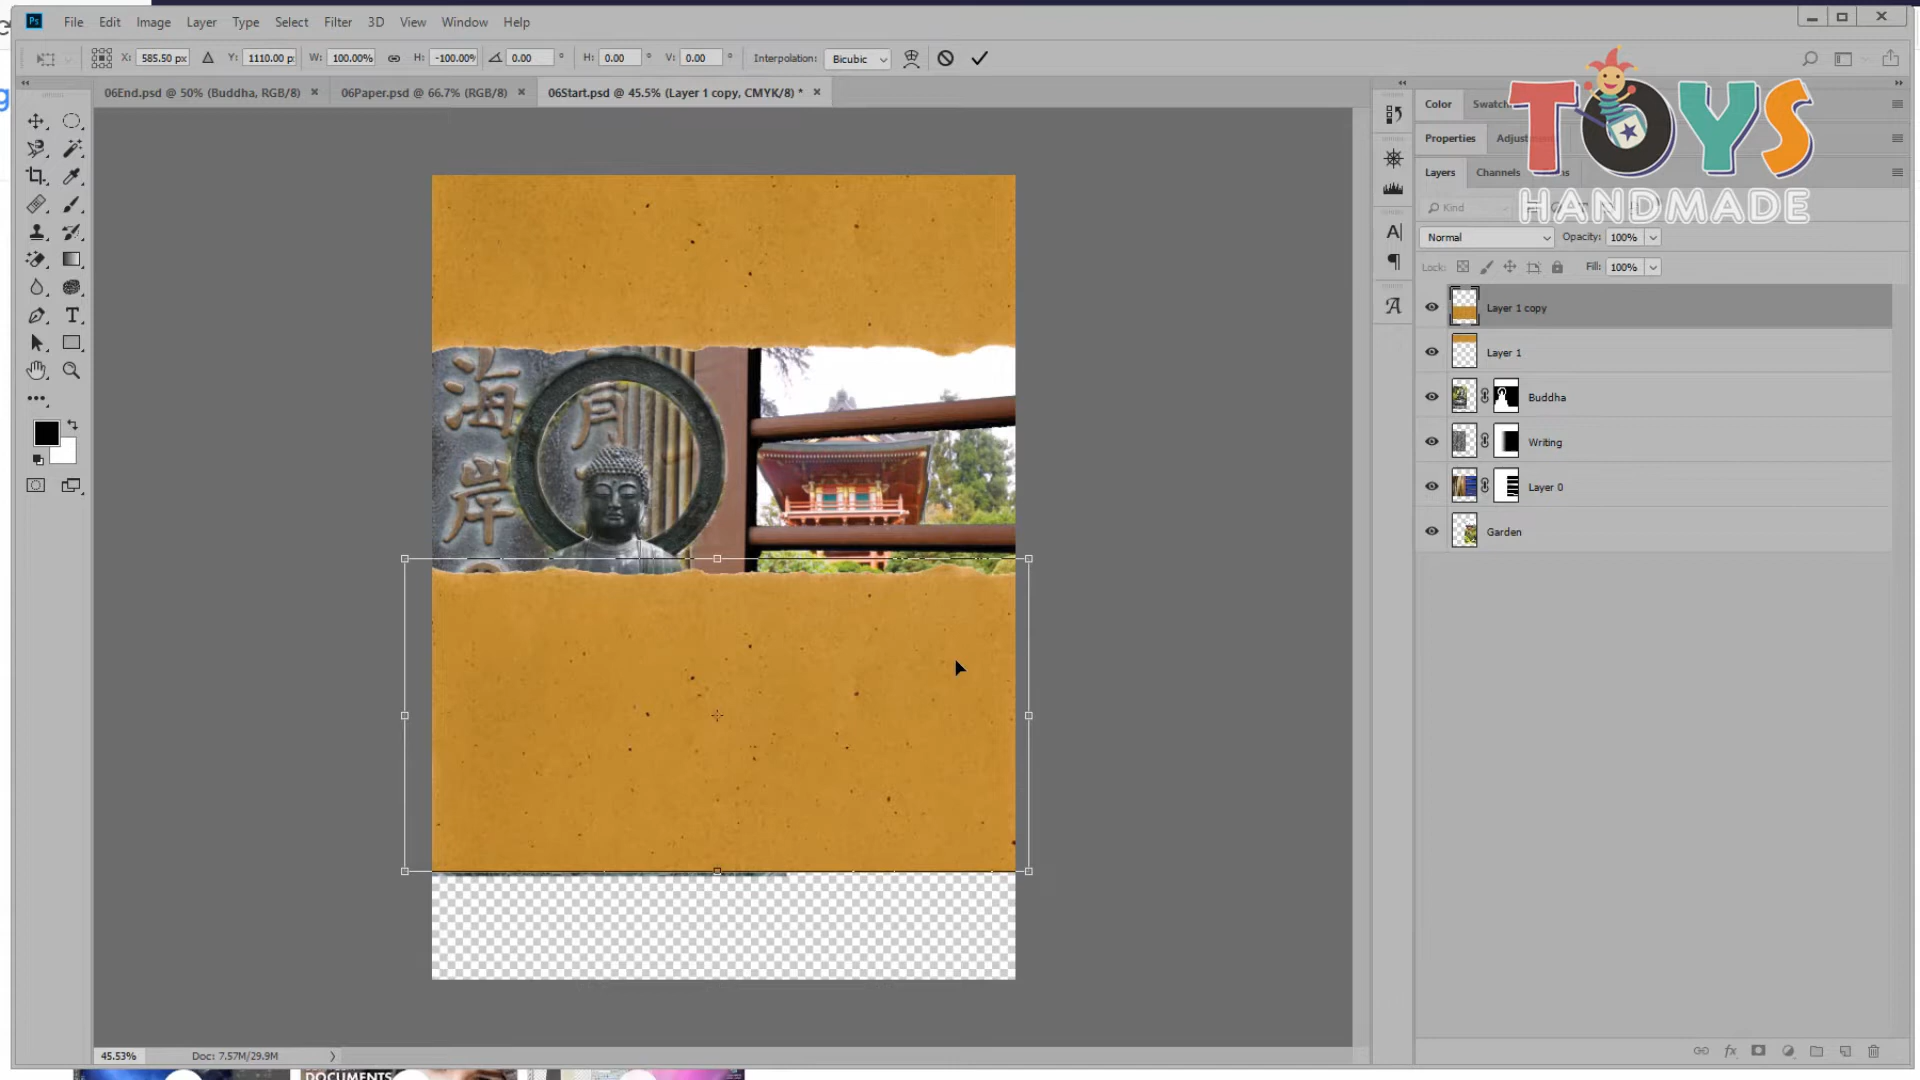 Ps File Edit Image Layer Type Select Filter 3D View Window Help
X: 585.50 px Y: 1110.00 p: W: 100.00% H: -100.00% 0.00 ° H: 0.00 ° V: 0.00 ° Interpolation: Bicubic
06End.psd @ 50% (Buddha, RGB/8) × 06Paper.psd @ 66.7% (RGB/8) × 06Start.psd @ 45.5% (Layer 1 copy, CMYK/8) * ×
Color
Properties
Layers Channels
TOYS
HANDMADE
Kind
Normal Opacity: 100%
Lock: Fill: 100%
Layer 1 copy
Layer 1
Buddha
Writing
Layer 0
Garden
海
岸
月
45.53% Doc: 7.57M/29.9M
DOCUMENTS